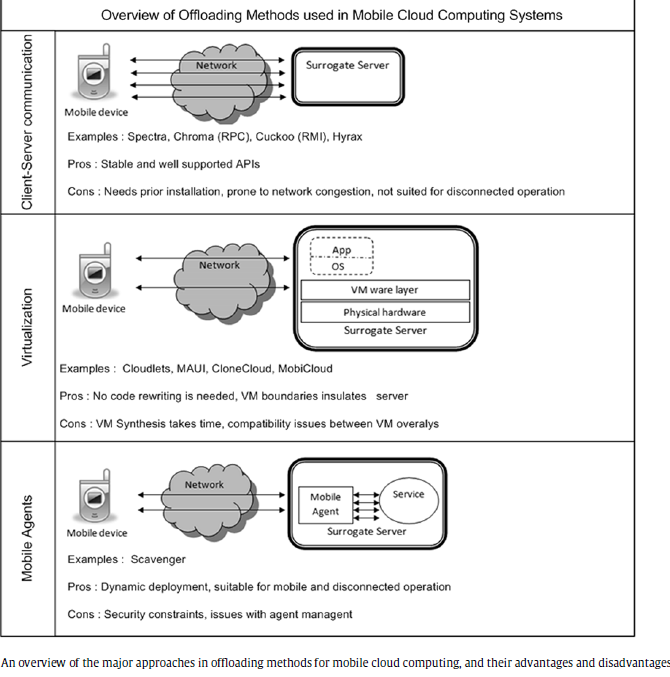 Overview of Offloading Methods used in Mobile Cloud Computing Systems
Client-Server communication
Network
Surrogate Server
Mobile device
Examples : Spectra, Chroma (RPC), Cuckoo (RMI), Hyrax
Pros : Stable and well supported APIs
Cons : Needs prior installation, prone to network congestion, not suited for disconnected operation
Virtualization
Network
App
OS
VM ware layer
Physical hardware
Surrogate Server
Mobile device
Examples : Cloudlets, MAUI, CloneCloud, MobiCloud
Pros : No code rewriting is needed, VM boundaries insulates server
Cons : VM Synthesis takes time, compatibility issues between VM overalys
Mobile Agents
Network
Mobile
Agent
Service
Surrogate Server
Mobile device
Examples : Scavenger
Pros : Dynamic deployment, suitable for mobile and disconnected operation
Cons : Security constraints, issues with agent managent
An overview of the major approaches in offloading methods for mobile cloud computing, and their advantages and disadvantages